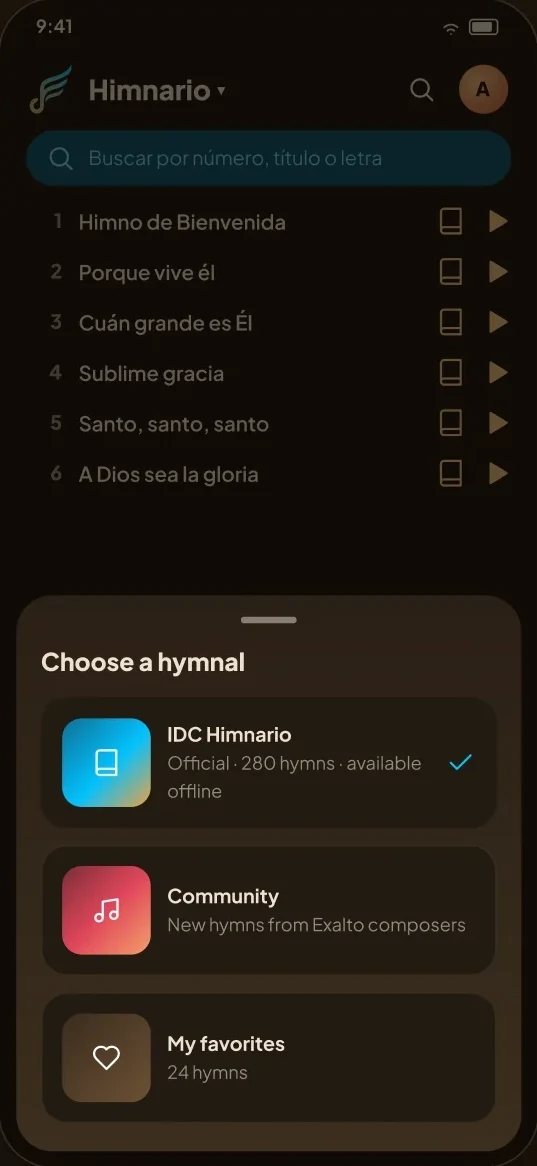 9:41
Himnario ▾
A
Buscar por número, título o letra
1 Himno de Bienvenida
2 Porque vive él
3 Cuán grande es Él
4 Sublime gracia
5 Santo, santo, santo
6 A Dios sea la gloria
Choose a hymnal
IDC Himnario
Official · 280 hymns · available
offline
Community
New hymns from Exalto composers
My favorites
24 hymns